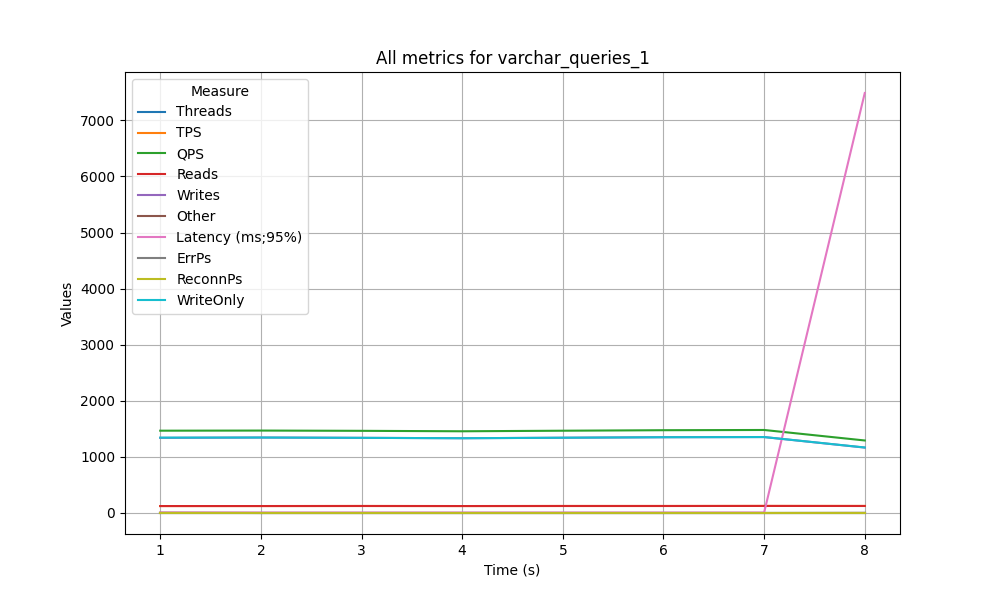 All metrics for varchar_queries_1
Measure
Threads
TPS
QPS
Reads
Writes
Other
Latency (ms;95%)
ErrPs
ReconnPs
WriteOnly
Values
7000
6000
5000
4000
3000
2000
1000
0
1 2 3 4 5 6 7 8
Time (s)